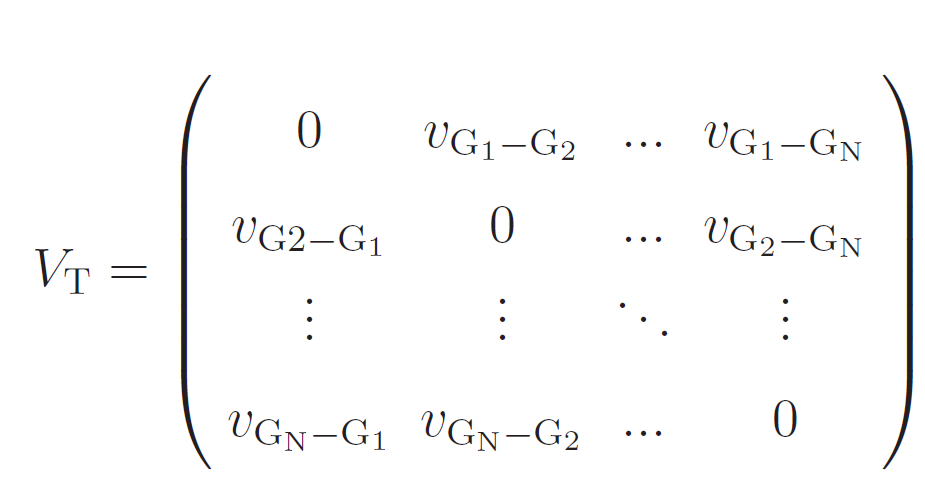 0 v_{G_1−G_2} ... v_{G_1−G_N}
v_{G2−G_1} 0 ... v_{G_2−G_N}
V_T =
⋮ ⋮ ⋱ ⋮
v_{G_N−G_1} v_{G_N−G_2} ... 0